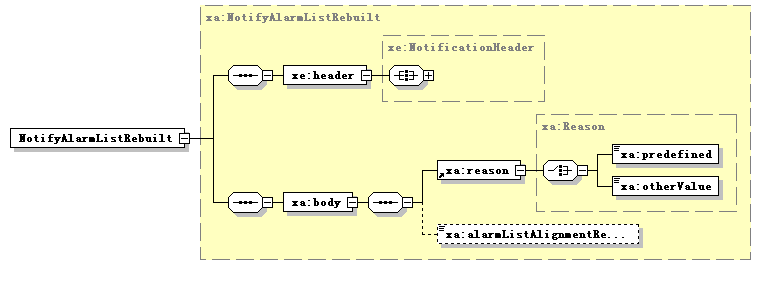 xa:NotifyAlarmListRebuilt
xe:NotificationHeader
xe:header
NotifyAlarmListRebuilt
xa:Reason
xa:predefined
xa:reason
xa:otherValue
xa:body
xa:alarmListAlignmentRe...